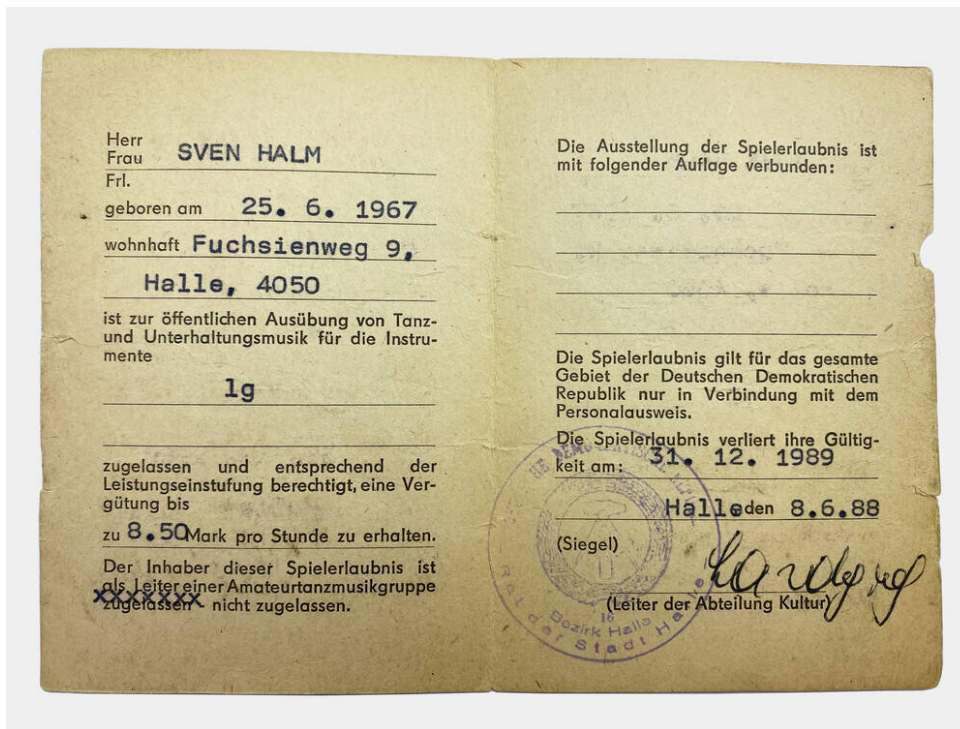 Herr
Frau SVEN HALM
Frl.
geboren am 25. 6. 1967
wohnhaft Fuchsienweg 9,
Halle, 4050
ist zur öffentlichen Ausübung von Tanz-
und Unterhaltungsmusik für die Instru-
mente
lg
zugelassen und entsprechend der
Leistungseinstufung berechtigt, eine Ver-
gütung bis
zu 8.50 Mark pro Stunde zu erhalten.
Der Inhaber dieser Spielerlaubnis ist
als Leiter einer Amateurtanzmusikgruppe
xxxxxxx
zugelassen nicht zugelassen.
Die Ausstellung der Spielerlaubnis ist
mit folgender Auflage verbunden:
Die Spielerlaubnis gilt für das gesamte
Gebiet der Deutschen Demokratischen
Republik nur in Verbindung mit dem
Personalausweis.
Die Spielerlaubnis verliert ihre Gültig-
keit am: 31. 12. 1989
Halle den 8.6.88
(Siegel)
(Leiter der Abteilung Kultur)
Rat der Stadt Halle
Bezirk Halle
16